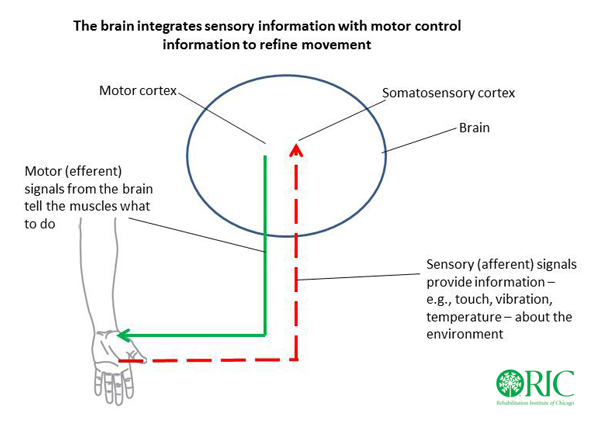 The brain integrates sensory information with motor control
information to refine movement
Motor cortex
Somatosensory cortex
Brain
Motor (efferent)
signals from the brain
tell the muscles what
to do
Sensory (afferent) signals
provide information –
e.g., touch, vibration,
temperature – about the
environment
RIC
Rehabilitation Institute of Chicago